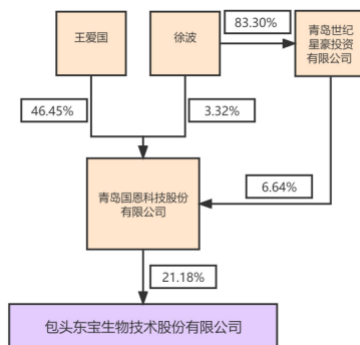 王爱国
徐波
83.30%
青岛世纪
星豪投资
有限公司
46.45%
3.32%
青岛国恩科技股份
有限公司
6.64%
21.18%
包头东宝生物技术股份有限公司